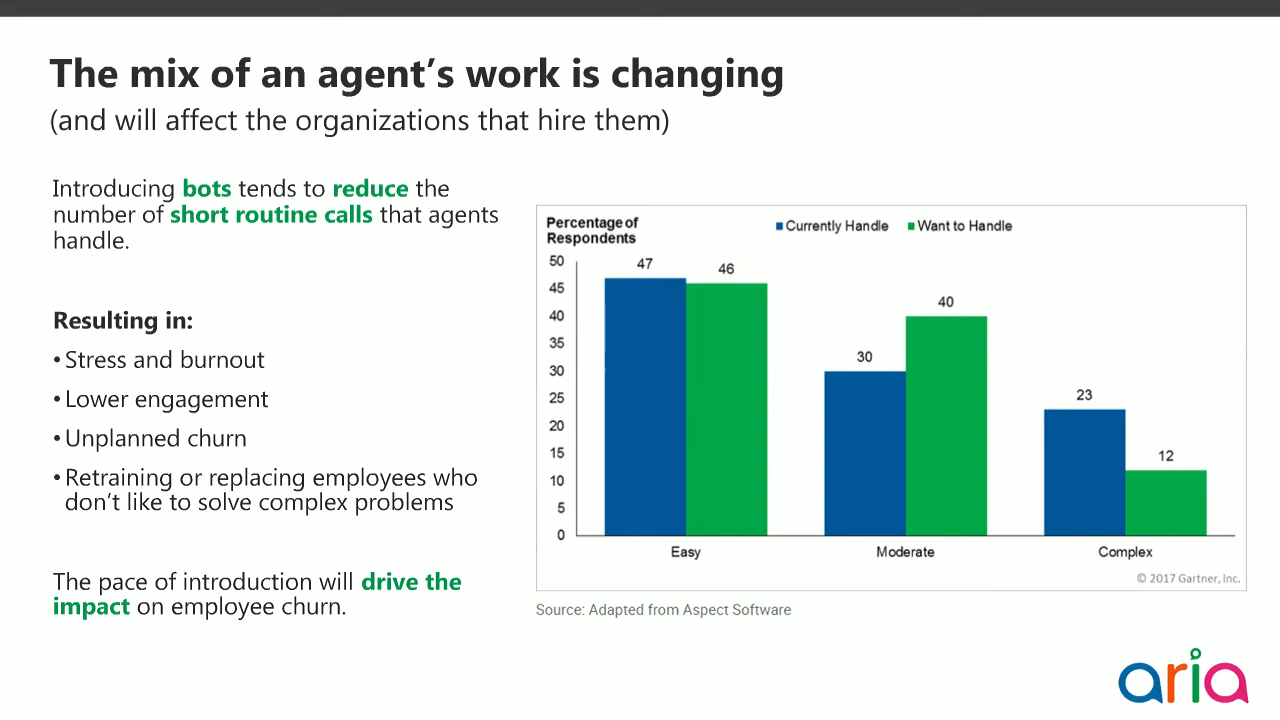 The mix of an agent’s work is changing
(and will affect the organizations that hire them)
Introducing bots tends to reduce the
number of short routine calls that agents
handle.
Resulting in:
• Stress and burnout
• Lower engagement
• Unplanned churn
• Retraining or replacing employees who
don’t like to solve complex problems
The pace of introduction will drive the
impact on employee churn.
Percentage of
Respondents
Currently Handle
Want to Handle
50
45
40
35
30
25
20
15
10
5
0
47
46
30
40
23
12
Easy
Moderate
Complex
© 2017 Gartner, Inc.
Source: Adapted from Aspect Software
aria